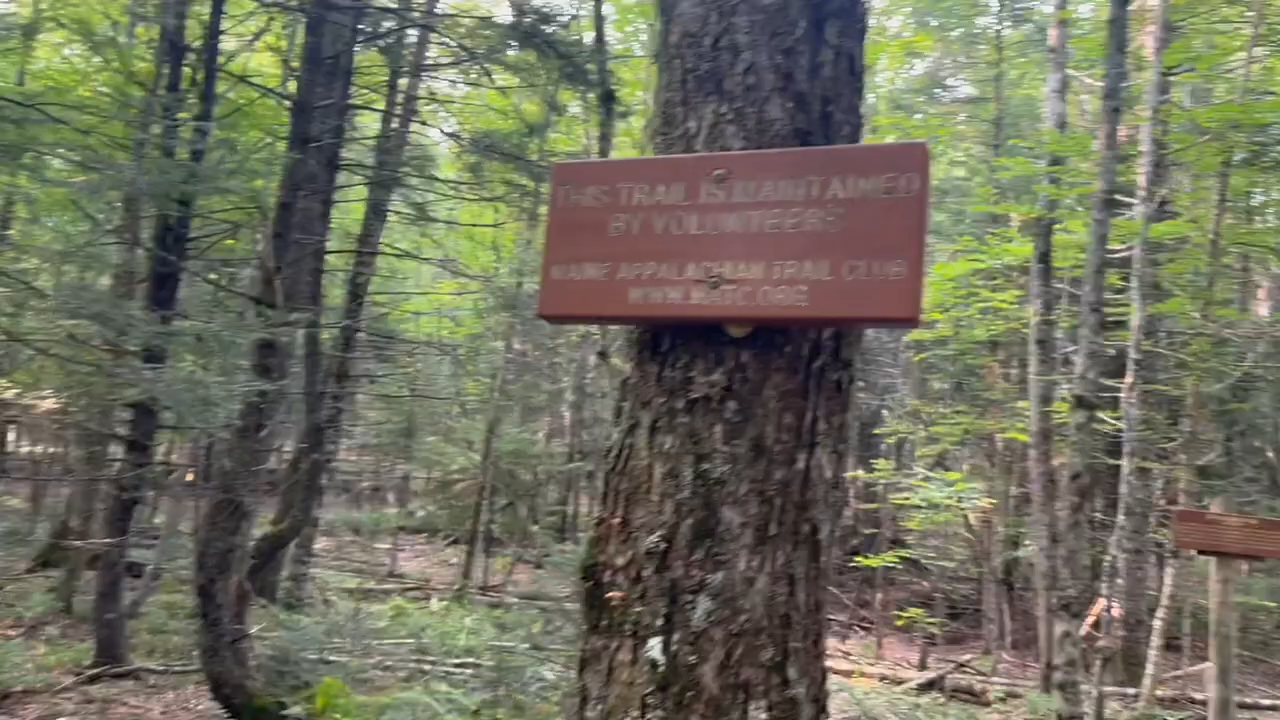 THIS TRAIL IS MAINTAINED
BY VOLUNTEERS
MAINE APPALACHIAN TRAIL CLUB
WWW.MATC.ORG